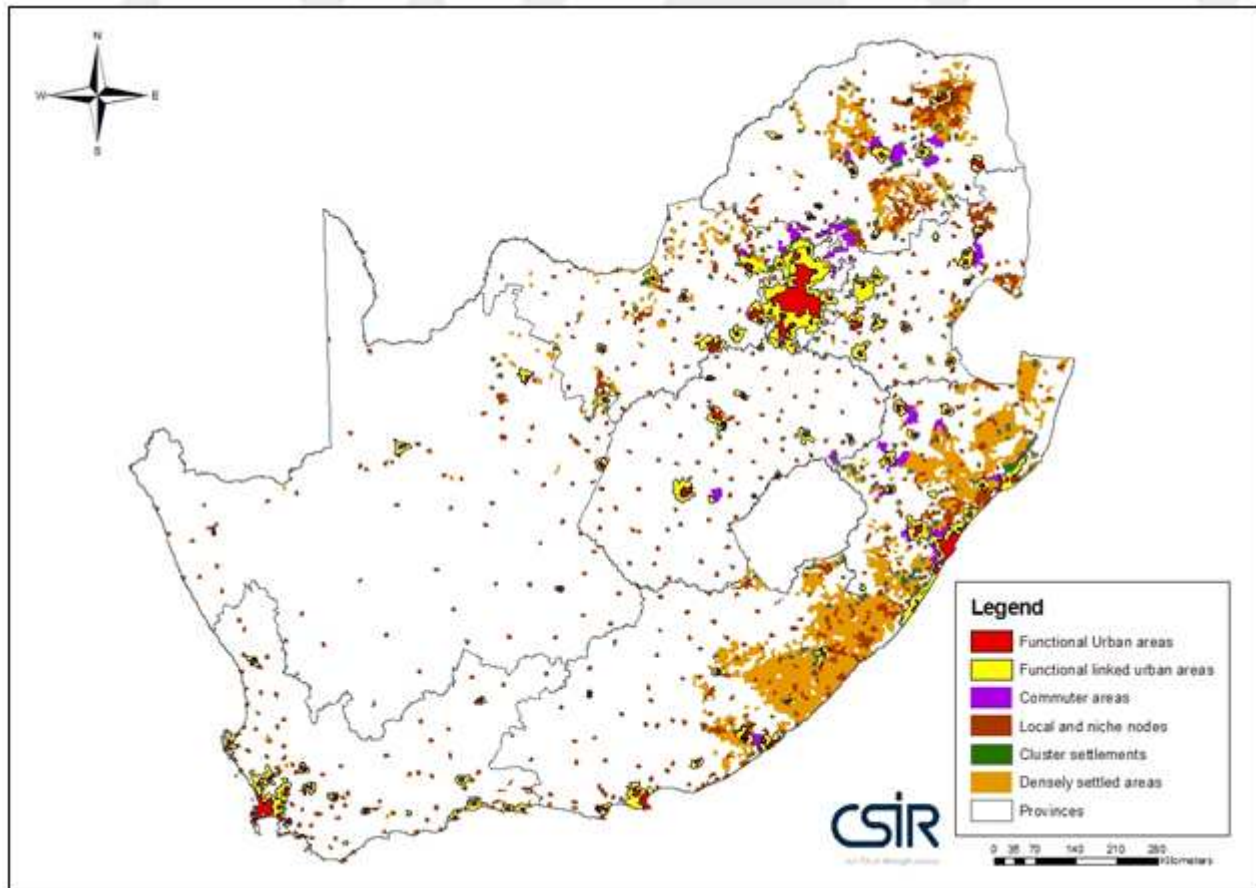 N
W E
S
Legend
Functional Urban areas
Functional linked urban areas
Commuter areas
Local and niche nodes
Cluster settlements
Densely settled areas
Provinces
CSIR
0 35 70 140 210 280
Kilometers